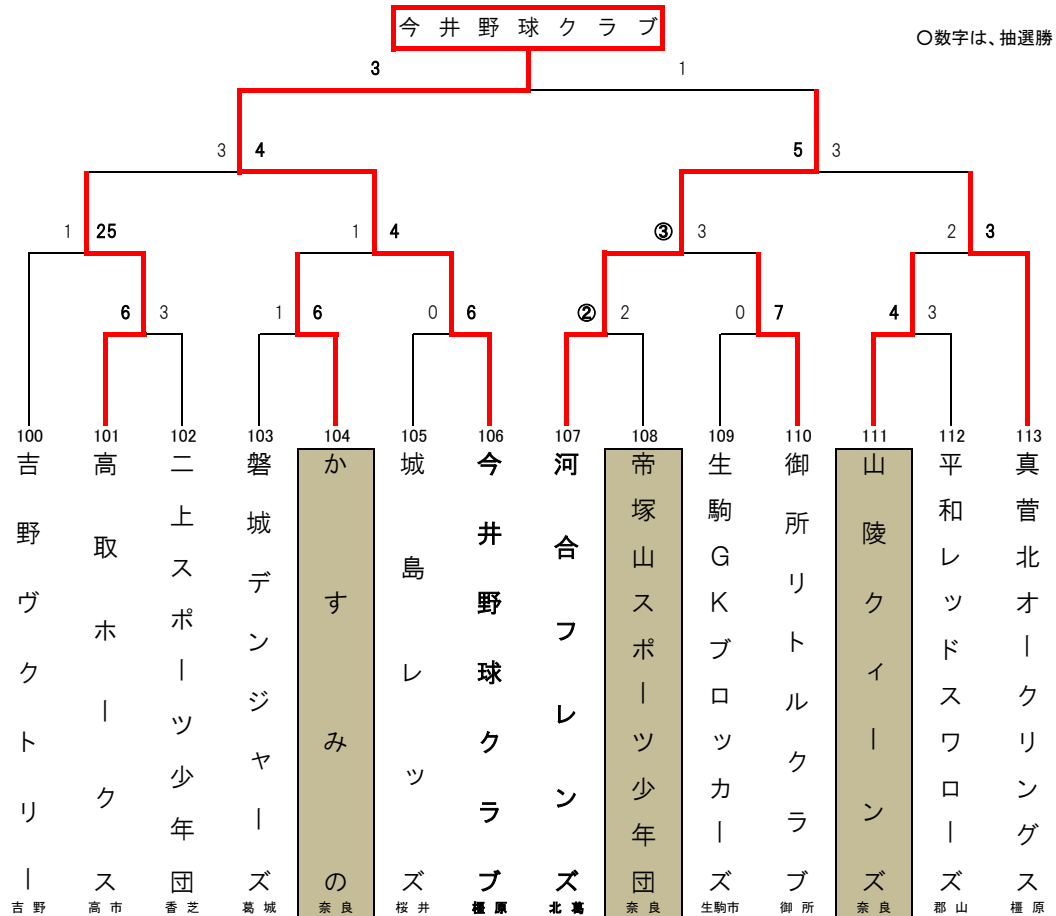 今井野球クラブ
〇数字は、抽選勝
3 1
3 4 5 3
1 25 1 4 ③ 3 2 3
6 3 1 6 0 6 ② 2 0 7 4 3
100 101 102 103 104 105 106 107 108 109 110 111 112 113
吉野ヴクトリー
高取ホークス
二上スポーツ少年団
磐城デンジャーズ
かすみの
城島レッズ
今井野球クラブ
河合フレンズ
帝塚山スポーツ少年団
生駒GKブロッカーズ
御所リトルクラブ
山陵クィーンズ
平和レッドスワローズ
真菅北オークリングス
吉野 高市 香芝 葛城 奈良 桜井 橿原 北葛 奈良 生駒市 御所 奈良 郡山 橿原